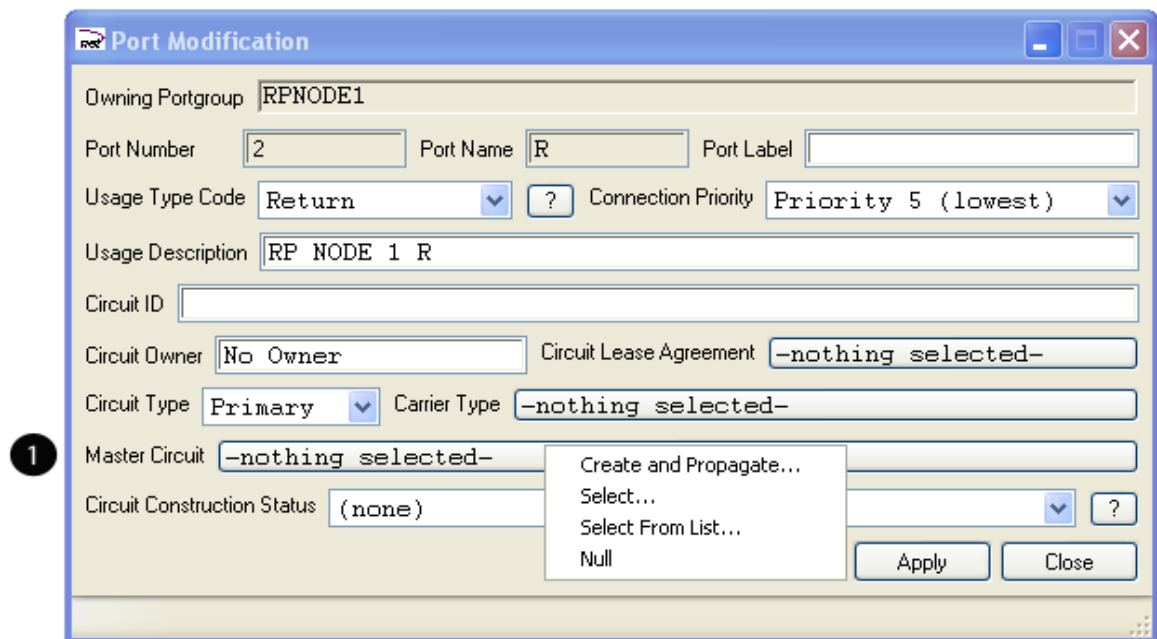 Port Modification
Owning Portgroup RPNODE1
Port Number 2 Port Name R Port Label
Usage Type Code Return ? Connection Priority Priority 5 (lowest)
Usage Description RP NODE 1 R
Circuit ID
Circuit Owner No Owner Circuit Lease Agreement -nothing selected-
Circuit Type Primary Carrier Type -nothing selected-
1 Master Circuit -nothing selected-
Create and Propagate...
Select...
Select From List...
Null
Circuit Construction Status (none) ?
Apply Close